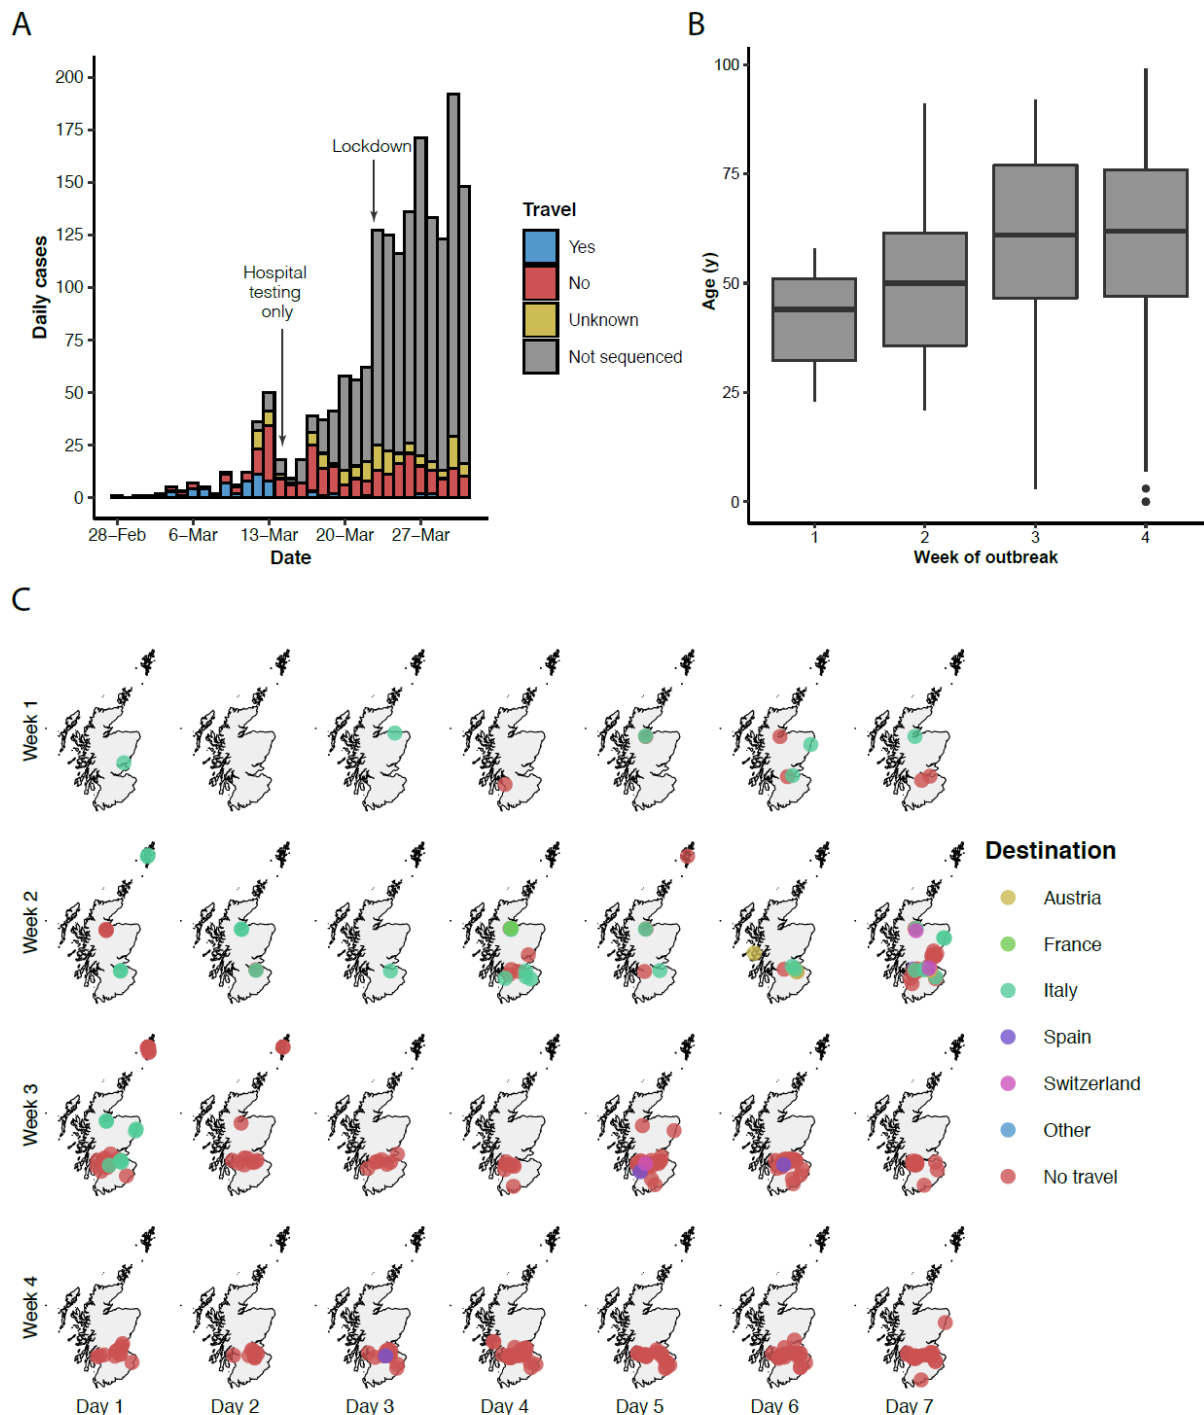 A
200
175
150
125
100
75
50
25
0
Daily cases
Lockdown
Hospital
testing
only
28–Feb
6–Mar
13–Mar
20–Mar
27–Mar
Date
Travel
Yes
No
Unknown
Not sequenced
B
100
75
50
25
0
Age (y)
1
2
3
4
Week of outbreak
C
Week 1
Week 2
Week 3
Week 4
Day 1
Day 2
Day 3
Day 4
Day 5
Day 6
Day 7
Destination
Austria
France
Italy
Spain
Switzerland
Other
No travel